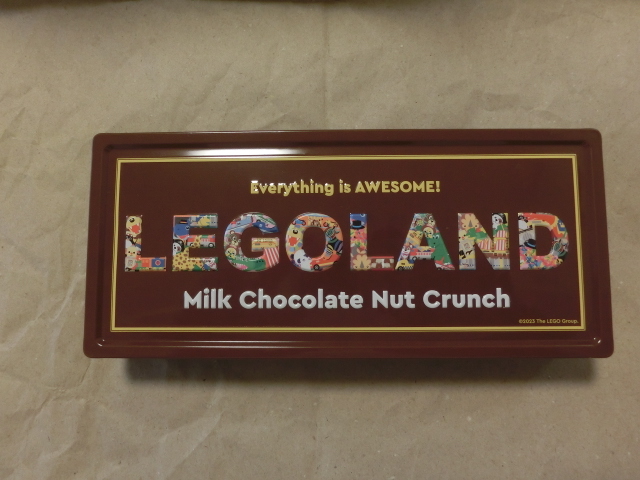 Everything is AWESOME!
LEGOLAND
Milk Chocolate Nut Crunch
©2023 The LEGO Group.